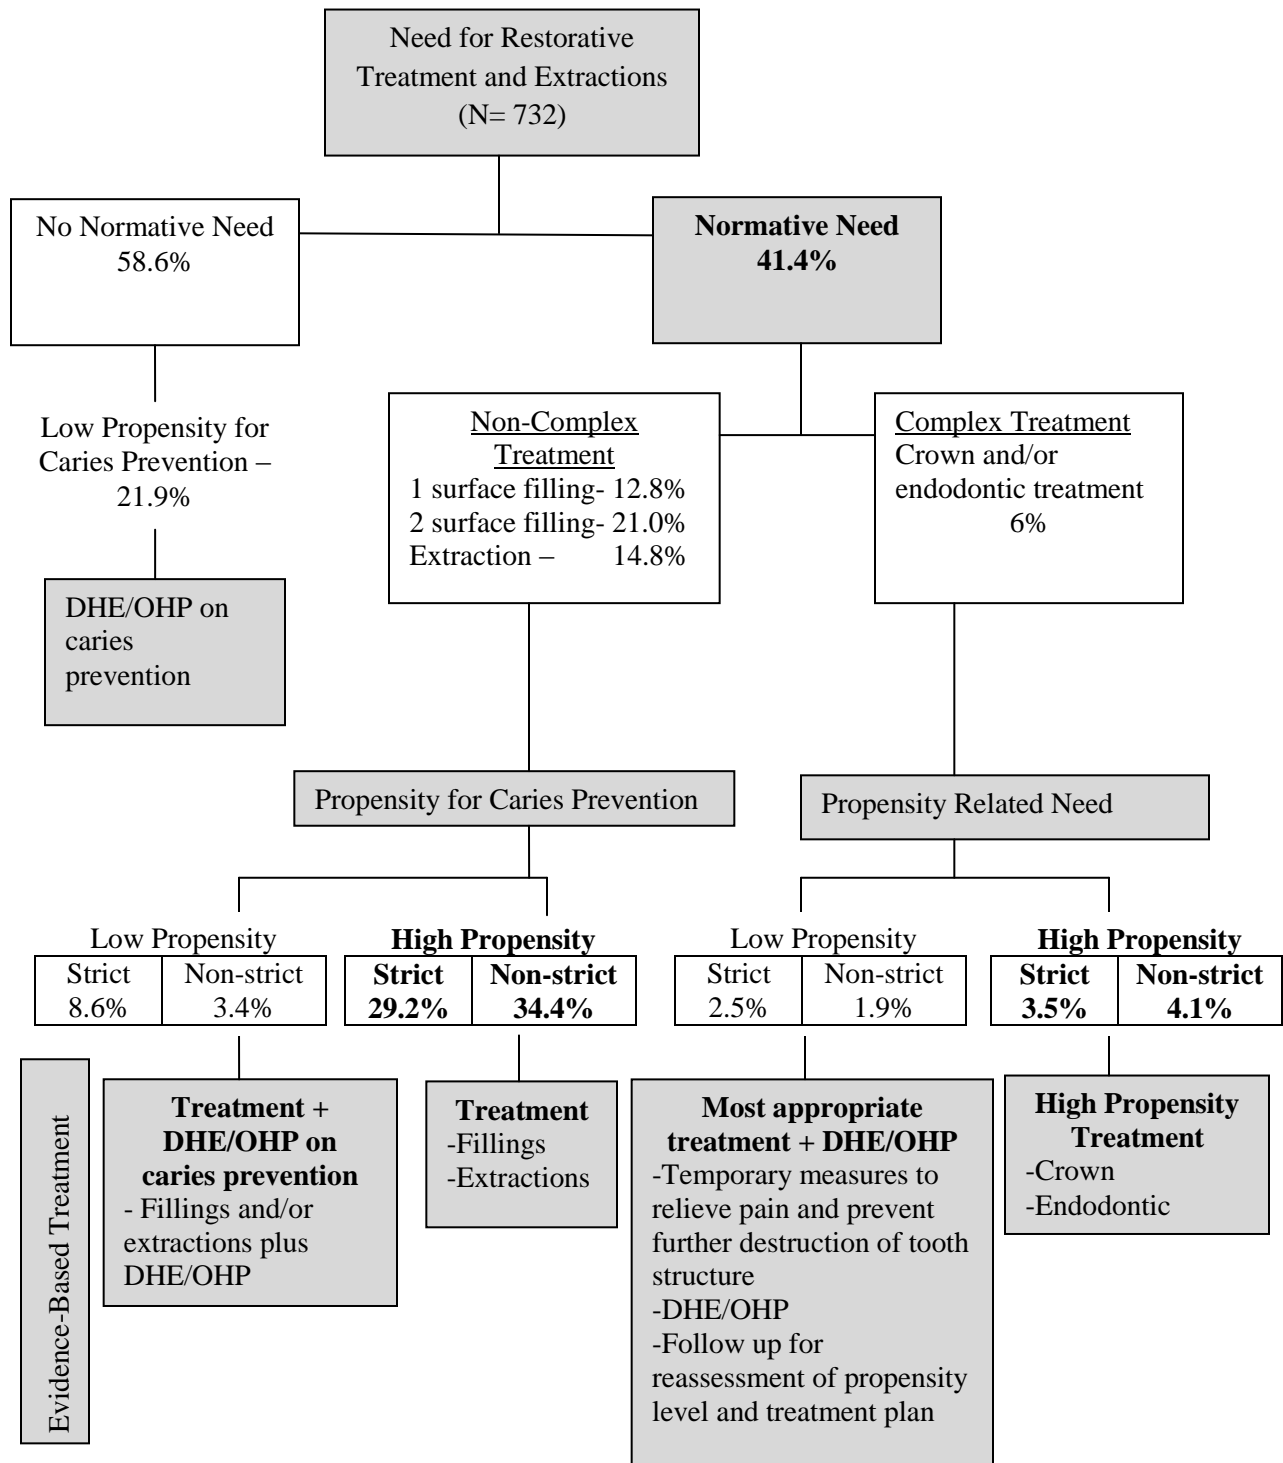 Need for Restorative
Treatment and Extractions
(N= 732)
No Normative Need
58.6%
Normative Need
41.4%
Low Propensity for
Caries Prevention –
21.9%
DHE/OHP on
caries
prevention
Non-Complex
Treatment
1 surface filling- 12.8%
2 surface filling- 21.0%
Extraction – 14.8%
Complex Treatment
Crown and/or
endodontic treatment
6%
Propensity for Caries Prevention
Propensity Related Need
Low Propensity
Strict Non-strict
8.6% 3.4%
High Propensity
Strict Non-strict
29.2% 34.4%
Low Propensity
Strict Non-strict
2.5% 1.9%
High Propensity
Strict Non-strict
3.5% 4.1%
Evidence-Based Treatment
Treatment +
DHE/OHP on
caries prevention
- Fillings and/or
extractions plus
DHE/OHP
Treatment
-Fillings
-Extractions
Most appropriate
treatment + DHE/OHP
-Temporary measures to
relieve pain and prevent
further destruction of tooth
structure
-DHE/OHP
-Follow up for
reassessment of propensity
level and treatment plan
High Propensity
Treatment
-Crown
-Endodontic